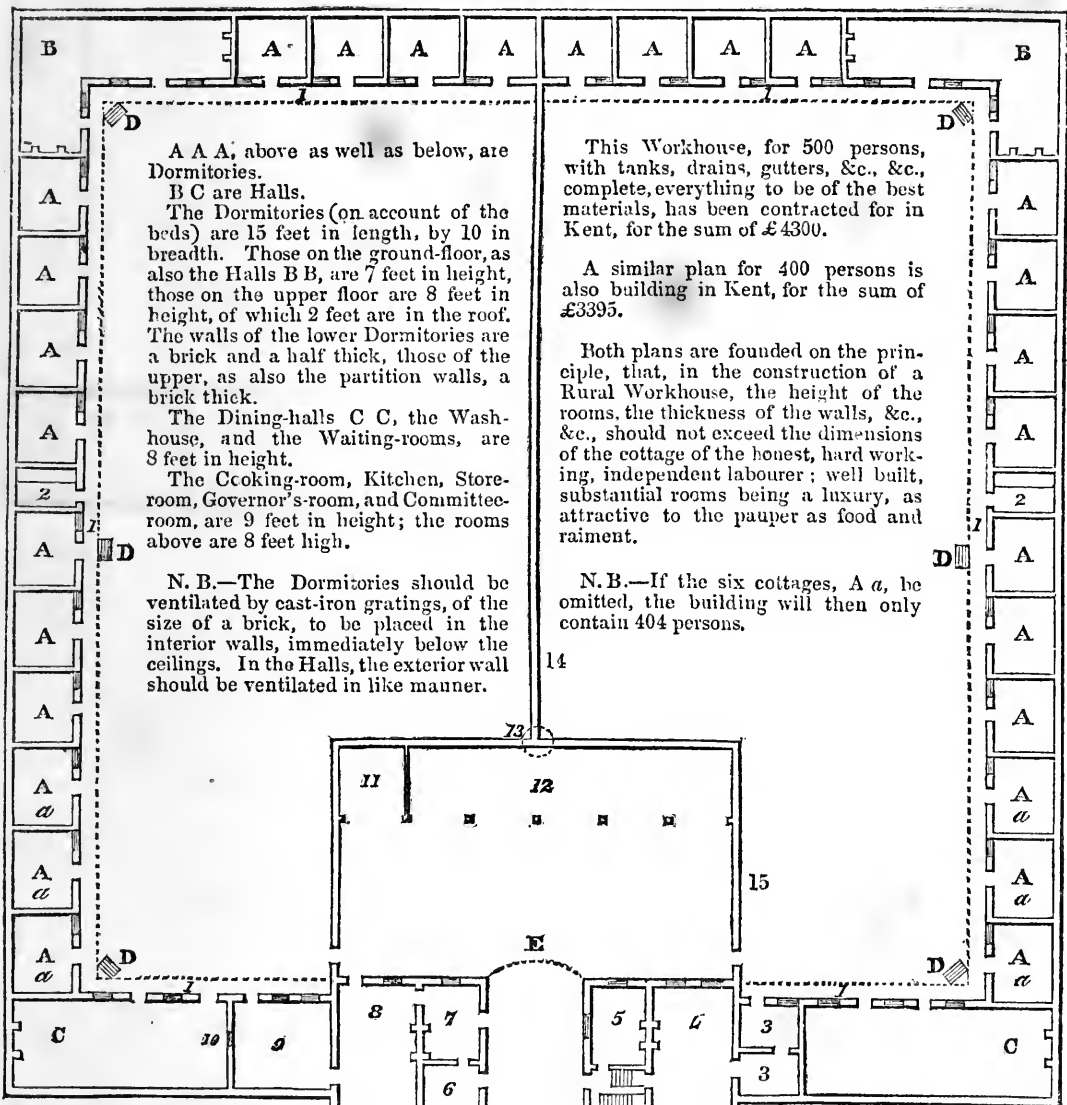 B A A A A A A A A B
1 1
D D
A A A, above as well as below, are
Dormitories.
B C are Halls.
The Dormitories (on account of the
beds) are 15 feet in length, by 10 in
breadth. Those on the ground-floor, as
also the Halls B B, are 7 feet in height,
those on the upper floor are 8 feet in
height, of which 2 feet are in the roof.
The walls of the lower Dormitories are
a brick and a half thick, those of the
upper, as also the partition walls, a
brick thick.
The Dining-halls C C, the Wash-
house, and the Waiting-rooms, are
8 feet in height.
The Cooking-room, Kitchen, Store-
room, Governor's-room, and Committee-
room, are 9 feet in height; the rooms
above are 8 feet high.
N. B.—The Dormitories should be
ventilated by cast-iron gratings, of the
size of a brick, to be placed in the
interior walls, immediately below the
ceilings. In the Halls, the exterior wall
should be ventilated in like manner.
This Workhouse, for 500 persons,
with tanks, drains, gutters, &c., &c.,
complete, everything to be of the best
materials, has been contracted for in
Kent, for the sum of £4300.
A similar plan for 400 persons is
also building in Kent, for the sum of
£3395.
Both plans are founded on the prin-
ciple, that, in the construction of a
Rural Workhouse, the height of the
rooms, the thickness of the walls, &c.,
&c., should not exceed the dimensions
of the cottage of the honest, hard work-
ing, independent labourer; well built,
substantial rooms being a luxury, as
attractive to the pauper as food and
raiment.
N. B.—If the six cottages, A a, be
omitted, the building will then only
contain 404 persons.
A A
A A
A A
A A
2 2
1 1
D D
A A
A A
A A
14
13
A a A a
11 12
A a A a
15
A a A a
E
D D
1 1
C 10 9 8 7 5 4 3 C
6 3